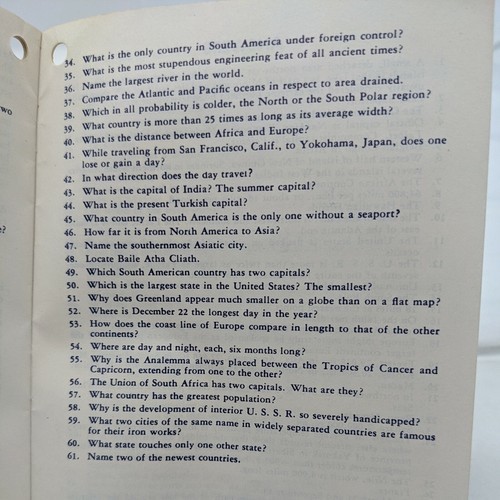 34. What is the only country in South America under foreign control?
35. What is the most stupendous engineering feat of all ancient times?
36. Name the largest river in the world.
37. Compare the Atlantic and Pacific oceans in respect to area drained.
38. Which in all probability is colder, the North or the South Polar region?
39. What country is more than 25 times as long as its average width?
40. What is the distance between Africa and Europe?
41. While traveling from San Francisco, Calif., to Yokohama, Japan, does one
lose or gain a day?
42. In what direction does the day travel?
43. What is the capital of India? The summer capital?
44. What is the present Turkish capital?
45. What country in South America is the only one without a seaport?
46. How far it is from North America to Asia?
47. Name the southernmost Asiatic city.
48. Locate Baile Atha Cliath.
49. Which South American country has two capitals?
50. Which is the largest state in the United States? The smallest?
51. Why does Greenland appear much smaller on a globe than on a flat map?
52. Where is December 22 the longest day in the year?
53. How does the coast line of Europe compare in length to that of the other
continents?
54. Where are day and night, each, six months long?
55. Why is the Analemma always placed between the Tropics of Cancer and
Capricorn, extending from one to the other?
56. The Union of South Africa has two capitals. What are they?
57. What country has the greatest population?
58. Why is the development of interior U. S. S. R. so severely handicapped?
59. What two cities of the same name in widely separated countries are famous
for their iron works?
60. What state touches only one other state?
61. Name two of the newest countries.